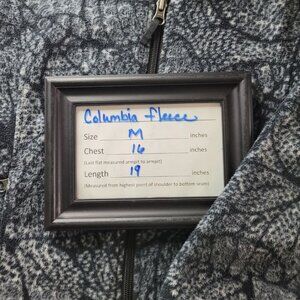 Columbia fleece
Size M inches
Chest 16 inches
(Last flat measured armpit to armpit)
Length 19 inches
(Measured from highest point of shoulder to bottom seam)